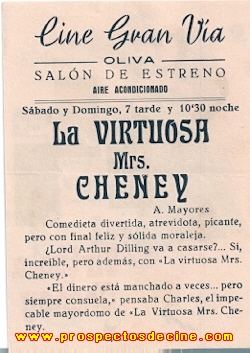 Cine Gran Vía
OLIVA
SALÓN DE ESTRENO
AIRE ACONDICIONADO
Sábado y Domingo, 7 tarde y 10'30 noche
La VIRTUOSA
Mrs.
CHENEY
A. Mayores
Comedieta divertida, atrevidota, picante,
pero con final feliz y sólida moraleja.
¿Lord Arthur Dilling va a casarse?... Si,
increíble, pero además, con «La virtuosa Mrs.
Cheney.»
«El dinero está manchado a veces... pero
siempre consuela,» pensaba Charles, el impe-
cable mayordomo de «La Virtuosa Mrs. Che-
ney.
www.prospectosdecine.com